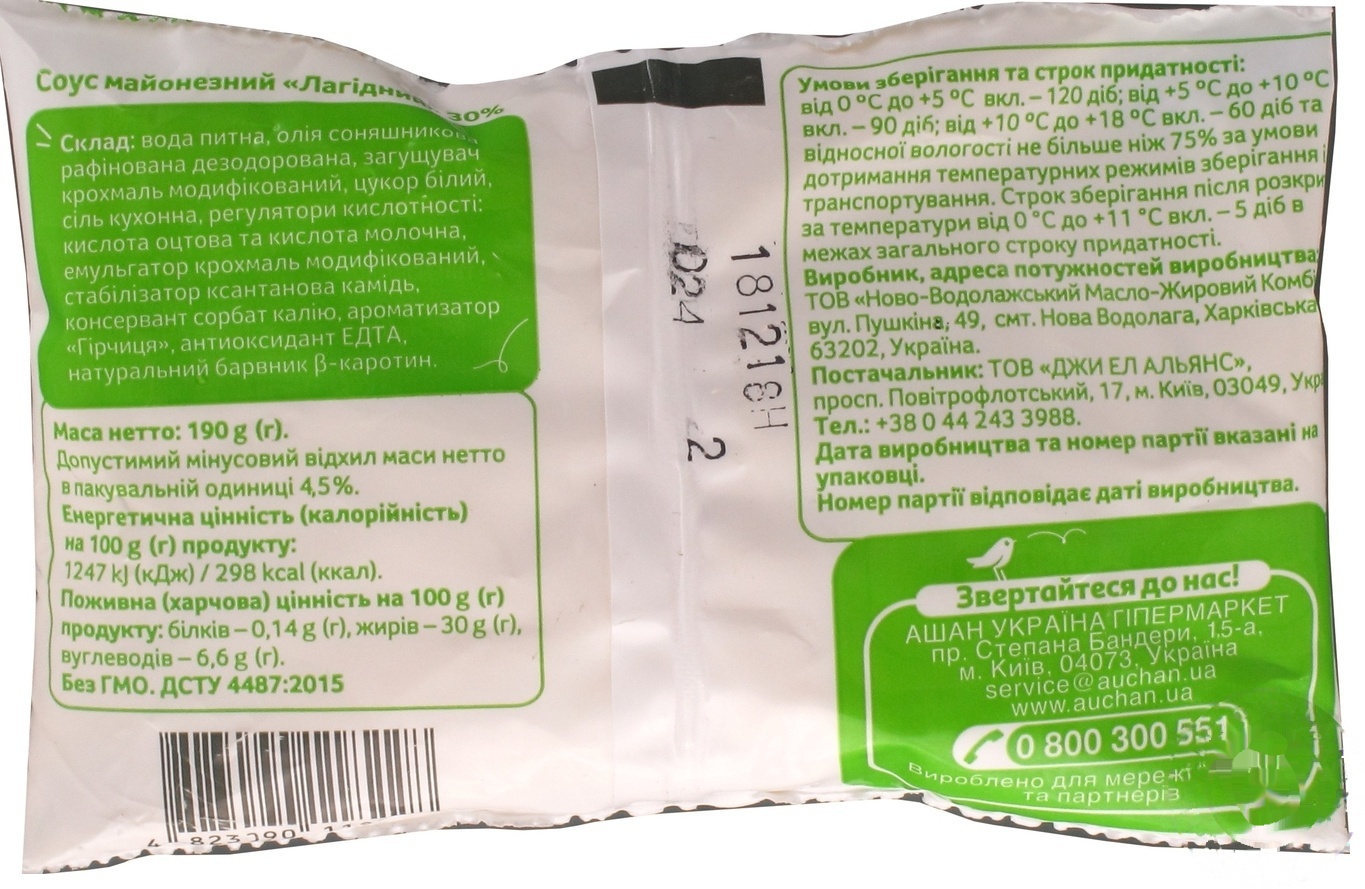 Соус майонезний «Лагідний» 30%
Склад: вода питна, олія соняшникова
рафінована дезодорована, загущувач
крохмаль модифікований, цукор білий,
сіль кухонна, регулятори кислотності:
кислота оцтова та кислота молочна,
емульгатор крохмаль модифікований,
стабілізатор ксантанова камідь,
консервант сорбат калію, ароматизатор
«Гірчиця», антиоксидант ЕДТА,
натуральний барвник β-каротин.
Маса нетто: 190 g (г).
Допустимий мінусовий відхил маси нетто
в пакувальній одиниці 4,5%.
Енергетична цінність (калорійність)
на 100 g (г) продукту:
1247 kJ (кДж) / 298 kcal (ккал).
Поживна (харчова) цінність на 100 g (г)
продукту: білків – 0,14 g (г), жирів – 30 g (г),
вуглеводів – 6,6 g (г).
Без ГМО. ДСТУ 4487:2015
181218Н
024 2
Умови зберігання та строк придатності:
від 0 °C до +5 °C вкл. – 120 діб; від +5 °C до +10 °C
вкл. – 90 діб; від +10 °C до +18 °C вкл. – 60 діб та
відносної вологості не більше ніж 75% за умови
дотримання температурних режимів зберігання і
транспортування. Строк зберігання після розкри
за температури від 0 °C до +11 °C вкл. – 5 діб в
межах загального строку придатності.
Виробник, адреса потужностей виробництва:
ТОВ «Ново-Водолажський Масло-Жировий Комбі
вул. Пушкіна, 49, смт. Нова Водолага, Харківська
63202, Україна.
Постачальник: ТОВ «ДЖИ ЕЛ АЛЬЯНС»,
просп. Повітрофлотський, 17, м. Київ, 03049, Укр
Тел.: +38 0 44 243 3988.
Дата виробництва та номер партії вказані на
упаковці.
Номер партії відповідає даті виробництва.
Звертайтеся до нас!
АШАН УКРАЇНА ГІПЕРМАРКЕТ
пр. Степана Бандери, 15-а,
м. Київ, 04073, Україна
service@auchan.ua
www.auchan.ua
0 800 300 551
Вироблено для
та партнерів